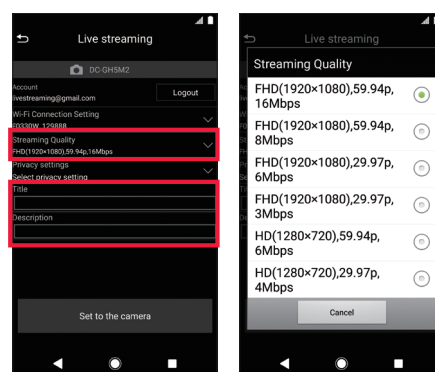 Live streaming
DC-GH5M2
Account
livestreaming@gmail.com
Logout
Wi-Fi Connection Setting
F0330W_129888
Streaming Quality
FHD(1920×1080),59.94p,16Mbps
Privacy settings
Select privacy setting
Title
Description
Set to the camera
Live streaming
Streaming Quality
FHD(1920×1080),59.94p,
16Mbps
FHD(1920×1080),59.94p,
8Mbps
FHD(1920×1080),29.97p,
6Mbps
FHD(1920×1080),29.97p,
3Mbps
HD(1280×720),59.94p,
6Mbps
HD(1280×720),29.97p,
4Mbps
Cancel